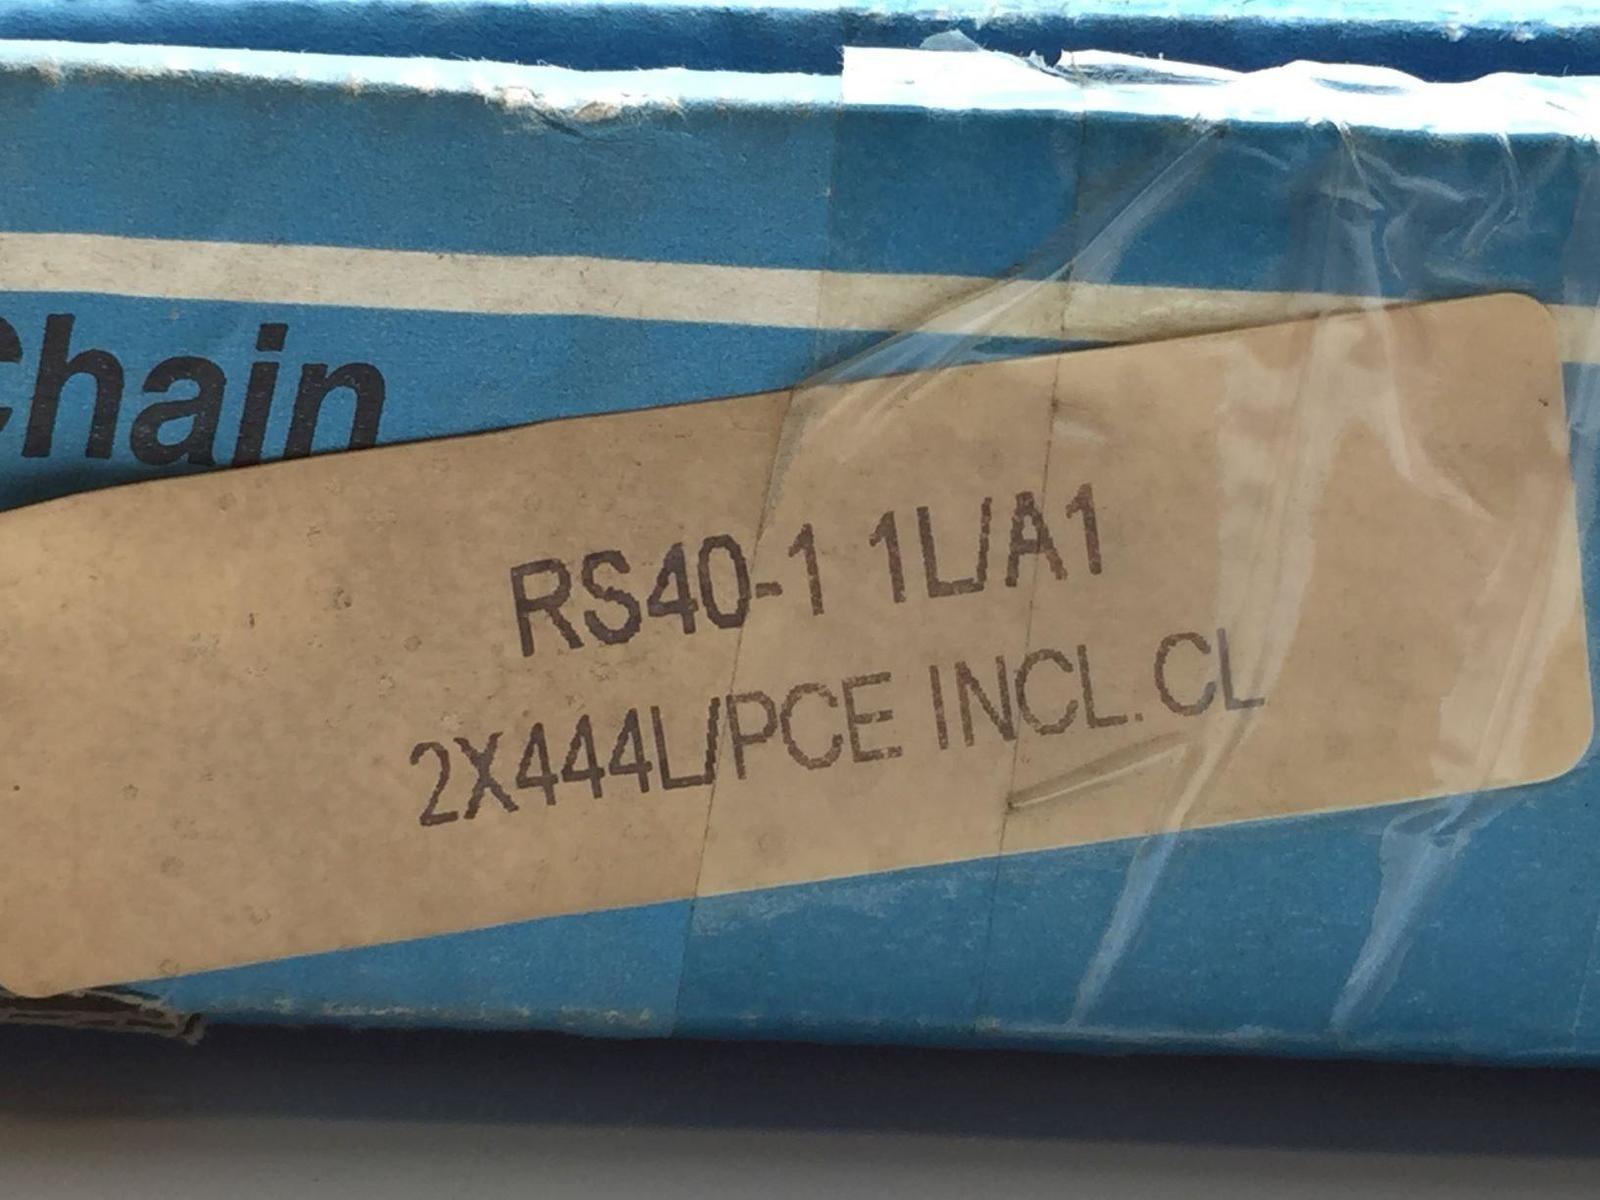 Chain
RS40-1 1L/A1
2X444L/PCE INCL. CL